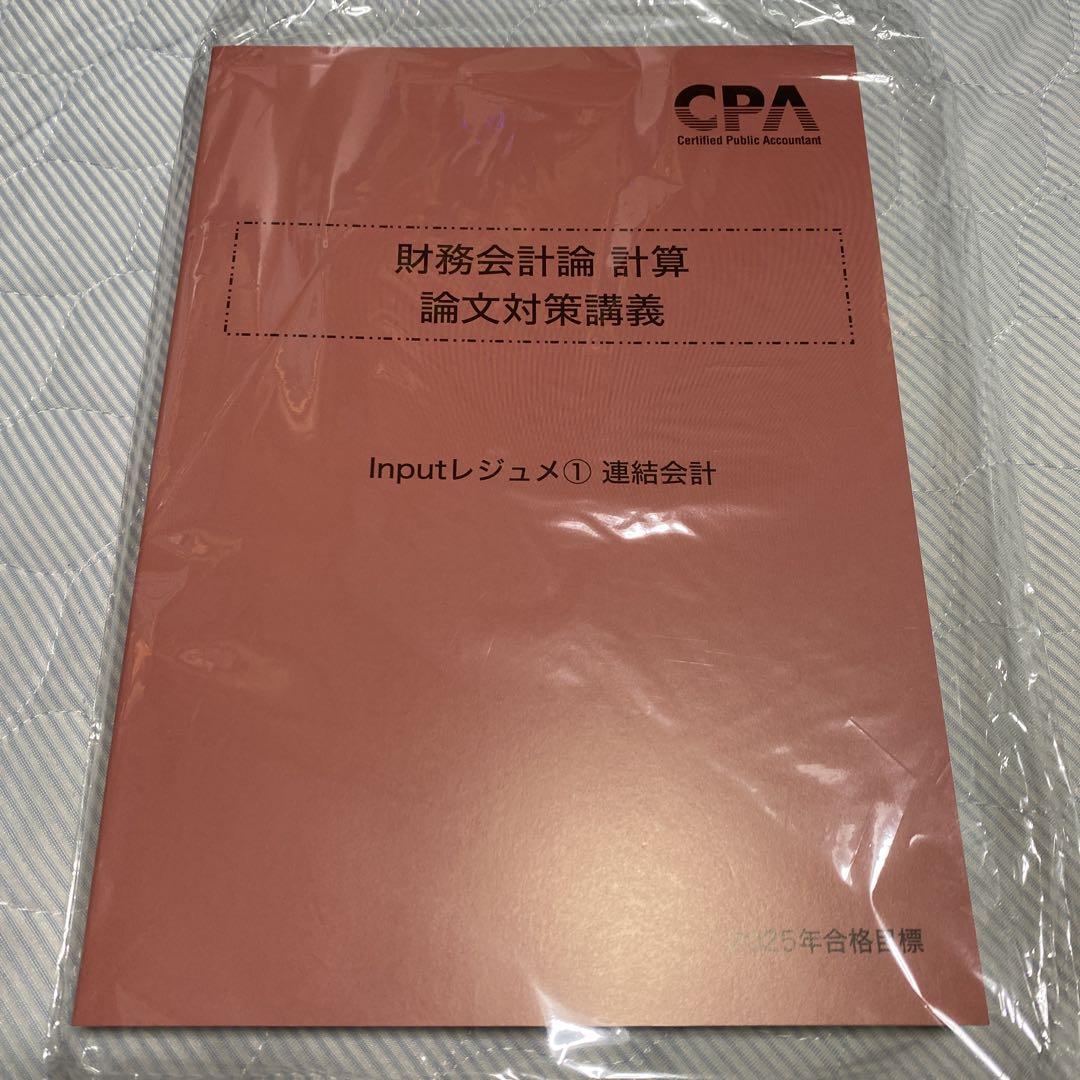 CPA
Certified Public Accountant
財務会計論 計算
論文対策講義
Inputレジュメ① 連結会計
2025年合格目標